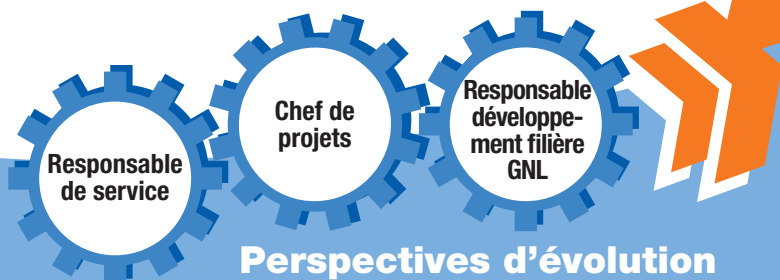 Responsable
de service
Chef de
projets
Responsable
développe-
ment filière
GNL
Perspectives d'évolution